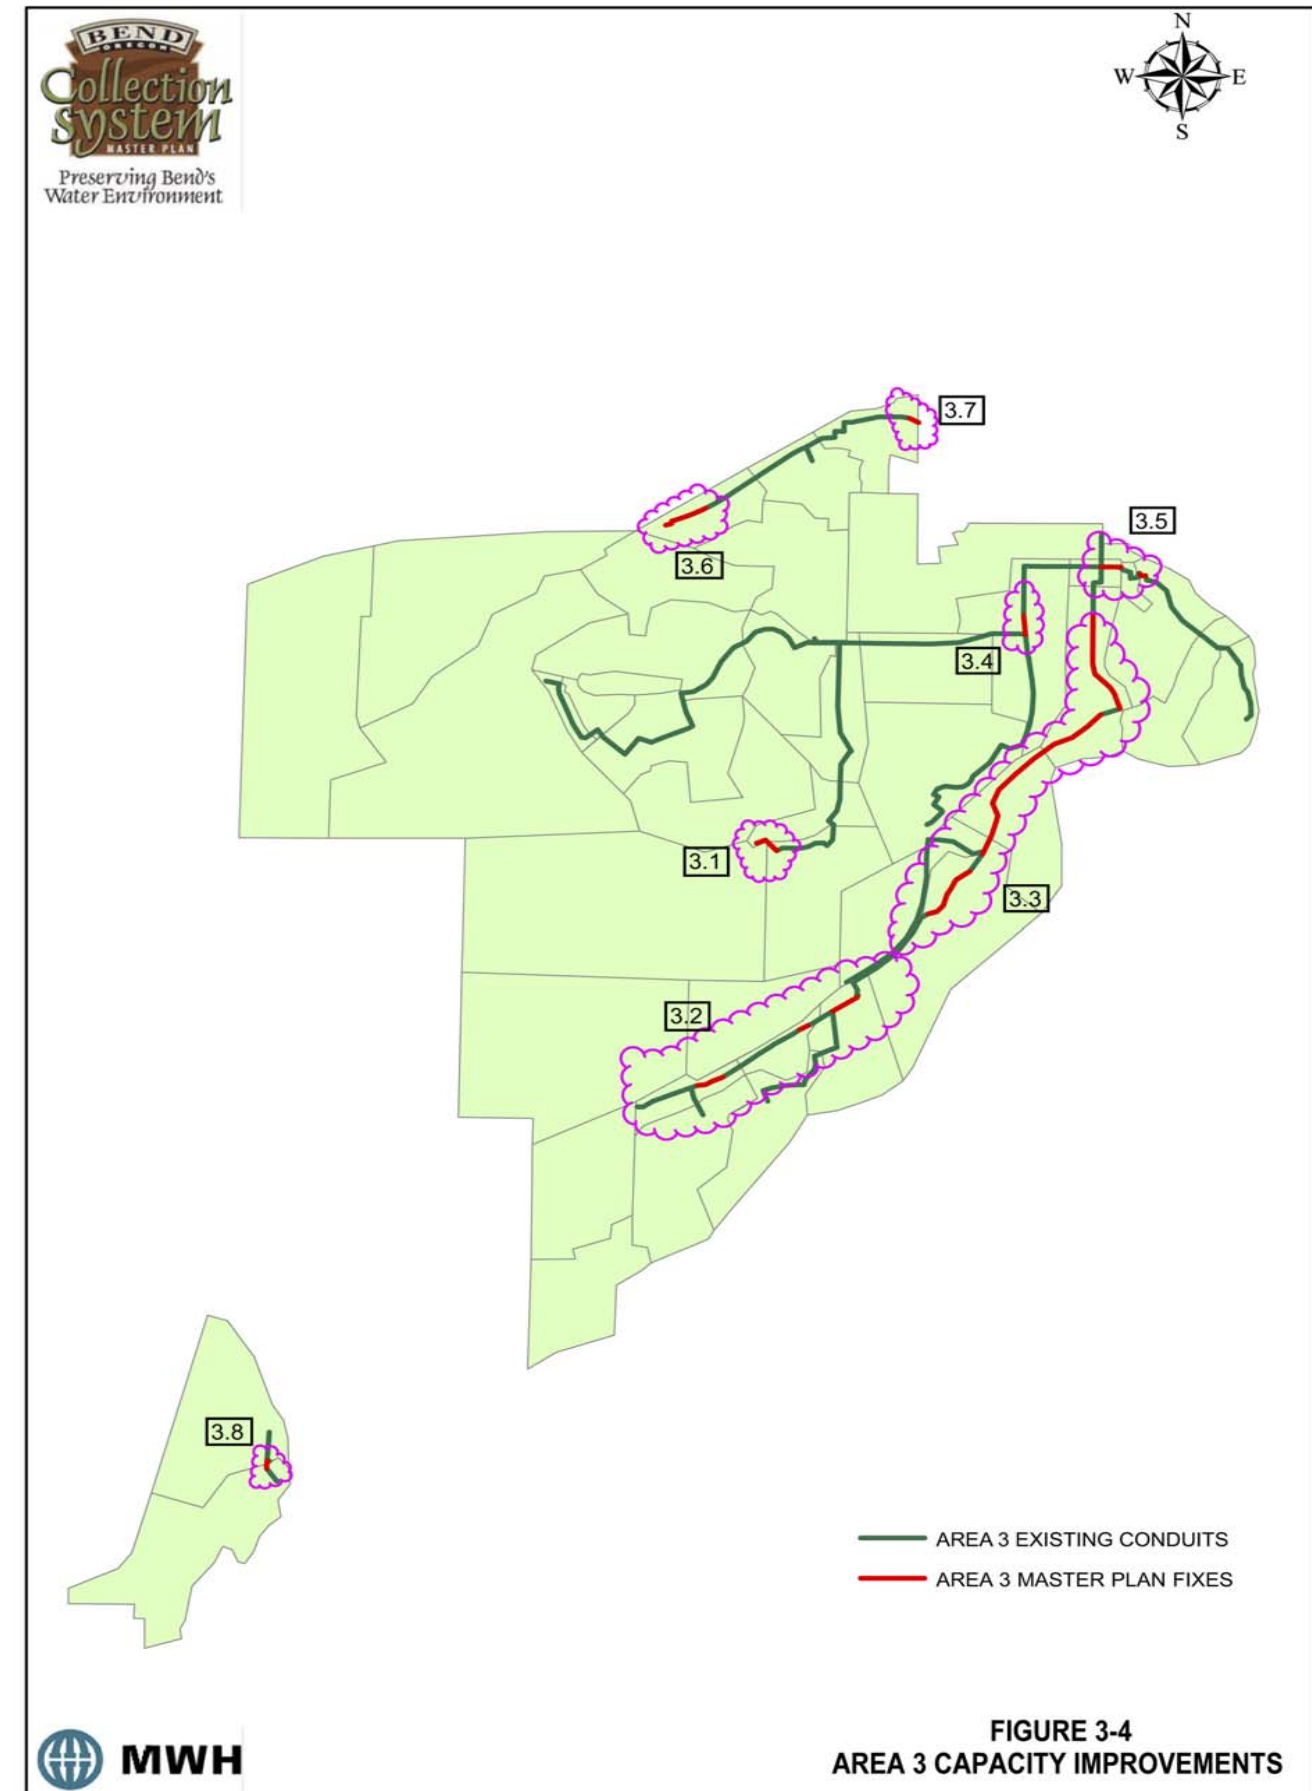 BEND
OREGON
Collection
System
MASTER PLAN
Preserving Bend's
Water Environment
N
W
E
S
3.7
3.5
3.6
3.4
3.1
3.3
3.2
3.8
AREA 3 EXISTING CONDUITS
AREA 3 MASTER PLAN FIXES
MWH
FIGURE 3-4
AREA 3 CAPACITY IMPROVEMENTS